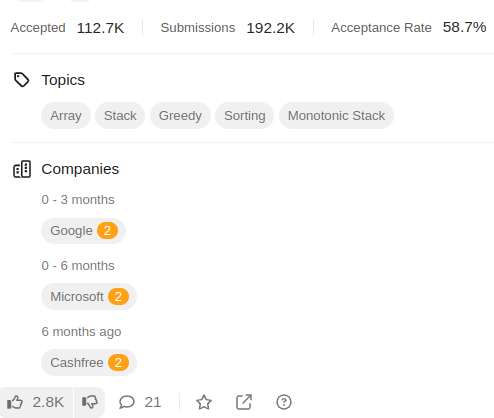 Accepted 112.7K Submissions 192.2K Acceptance Rate 58.7%
Topics
Array Stack Greedy Sorting Monotonic Stack
Companies
0 - 3 months
Google 2
0 - 6 months
Microsoft 2
6 months ago
Cashfree 2
2.8K 21